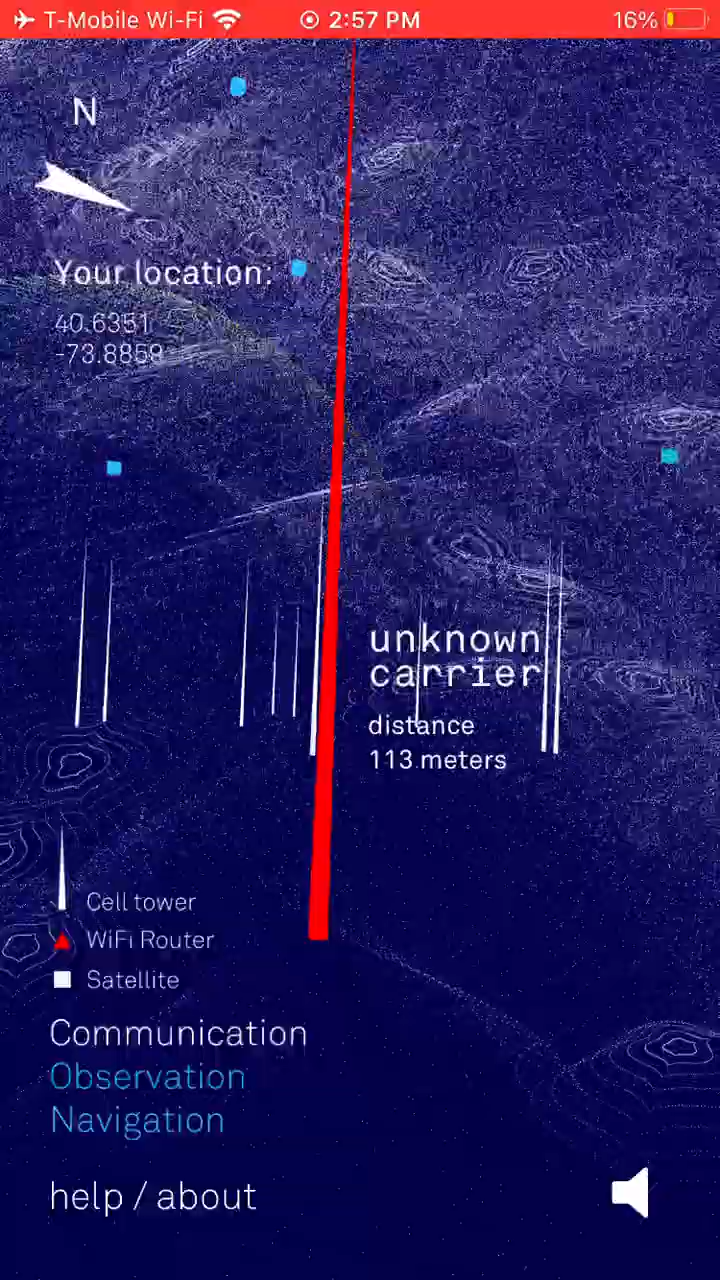 T-Mobile Wi-Fi 2:57 PM 16%
N
Your location:
40.6351
-73.8859
unknown
carrier
distance
113 meters
Cell tower
WiFi Router
Satellite
Communication
Observation
Navigation
help / about